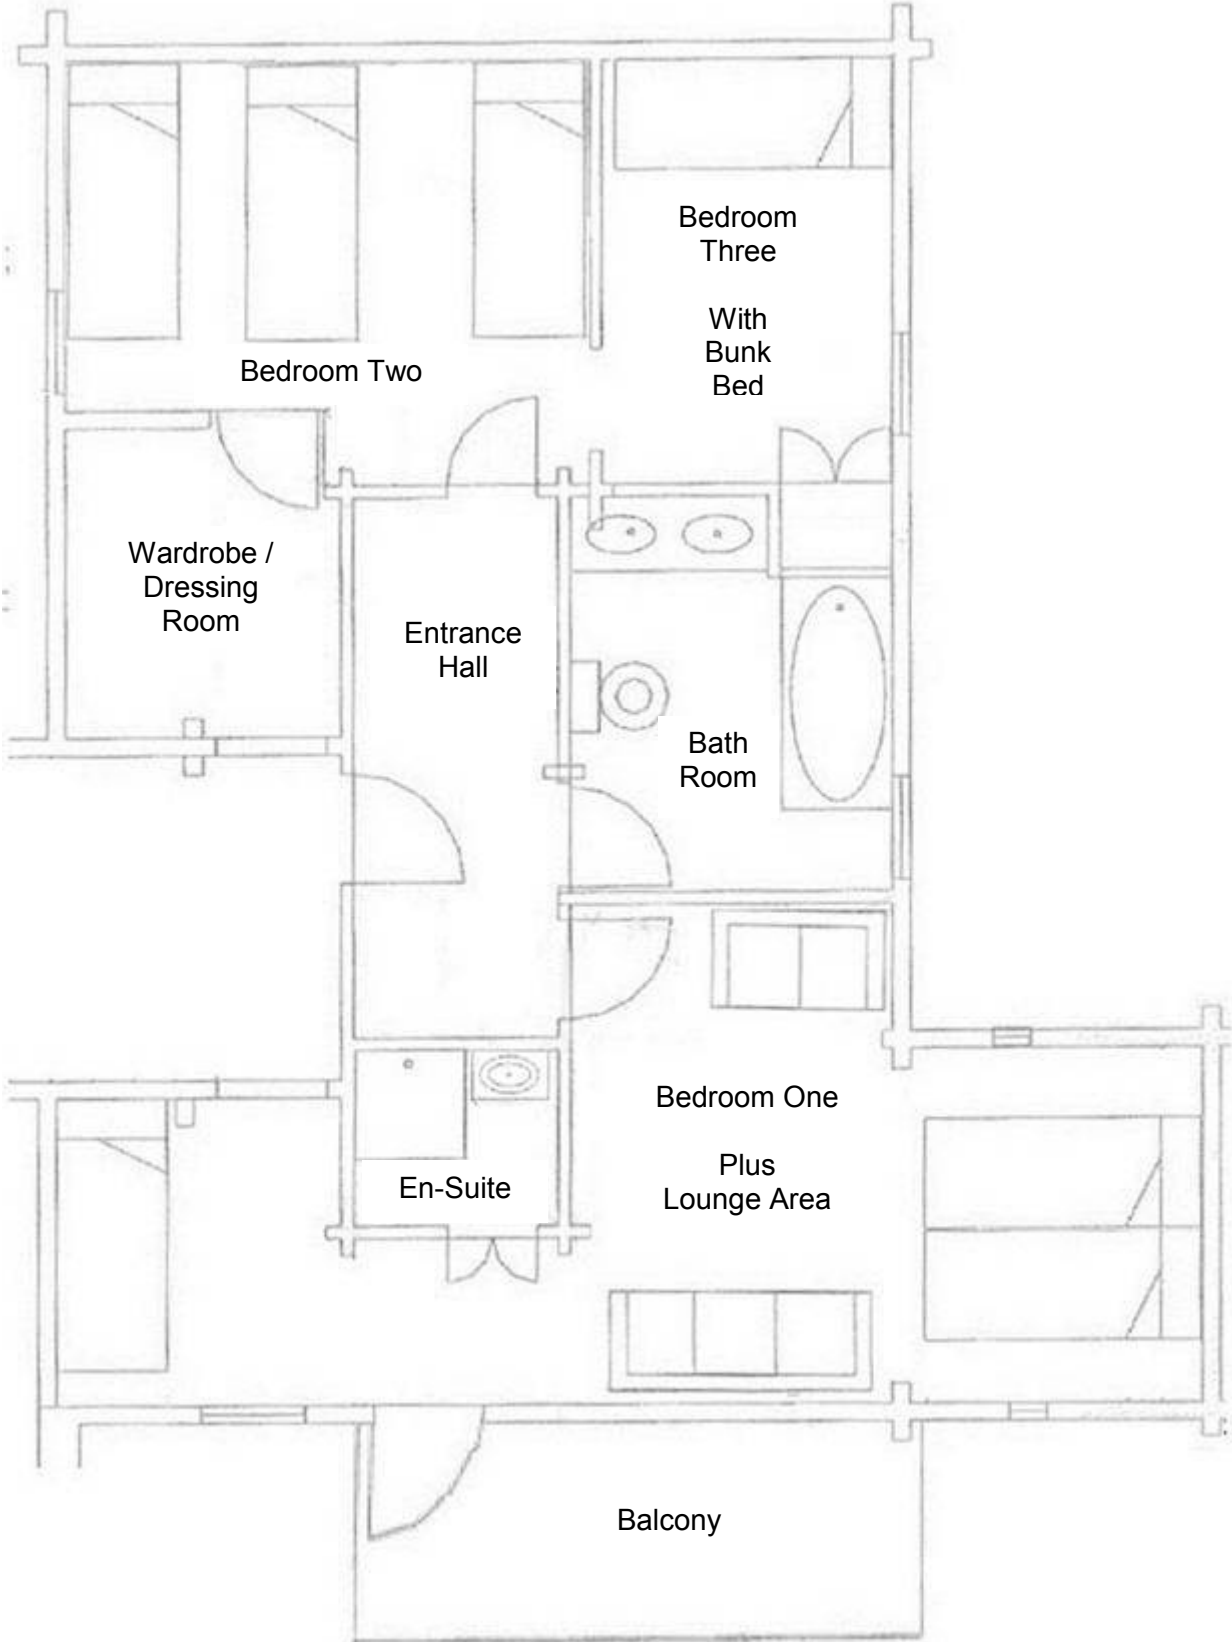 Bedroom
Three
With
Bunk
Bed
Bedroom Two
Wardrobe /
Dressing
Room
Entrance
Hall
Bath
Room
Bedroom One
Plus
Lounge Area
En-Suite
Balcony